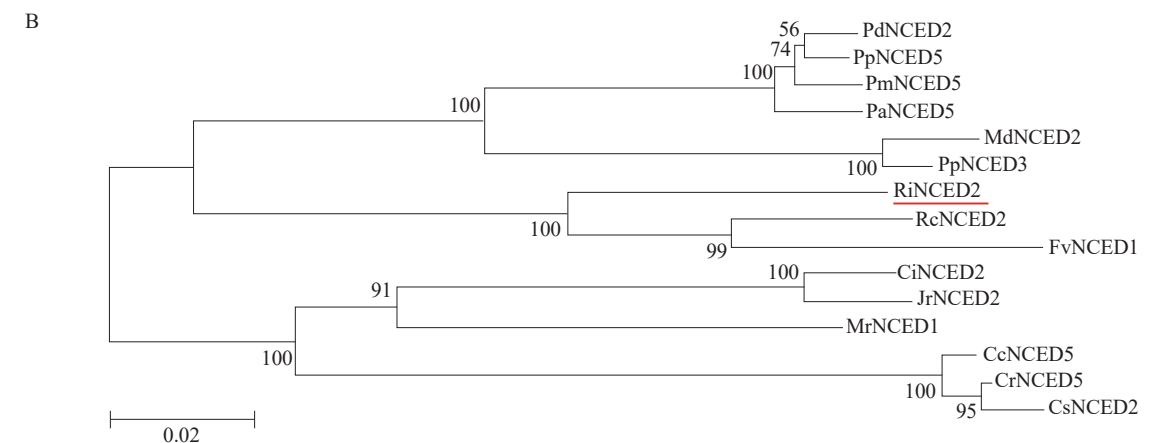 B
56
PdNCED2
74
PpNCED5
100
PmNCED5
PaNCED5
100
MdNCED2
100
PpNCED3
RiNCED2
100
RcNCED2
99
FvNCED1
100
CiNCED2
91
JrNCED2
MrNCED1
100
CcNCED5
100
CrNCED5
95
CsNCED2
0.02